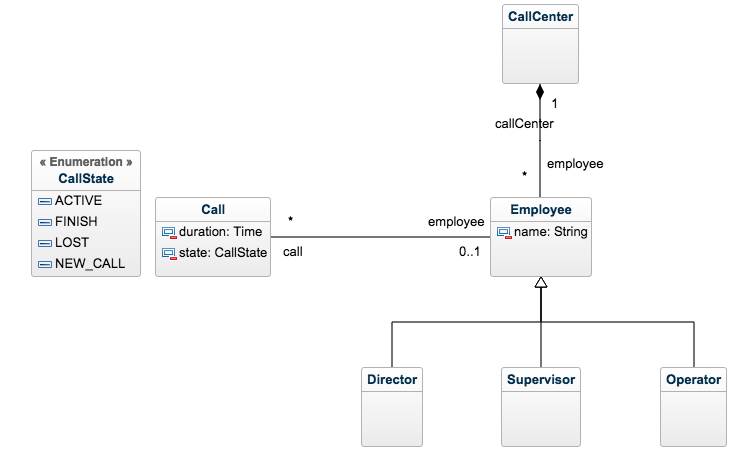 CallCenter
1
callCenter
employee
*
« Enumeration »
CallState
ACTIVE
FINISH
LOST
NEW_CALL
Call
duration: Time
state: CallState
*
call
employee
0..1
Employee
name: String
Director
Supervisor
Operator